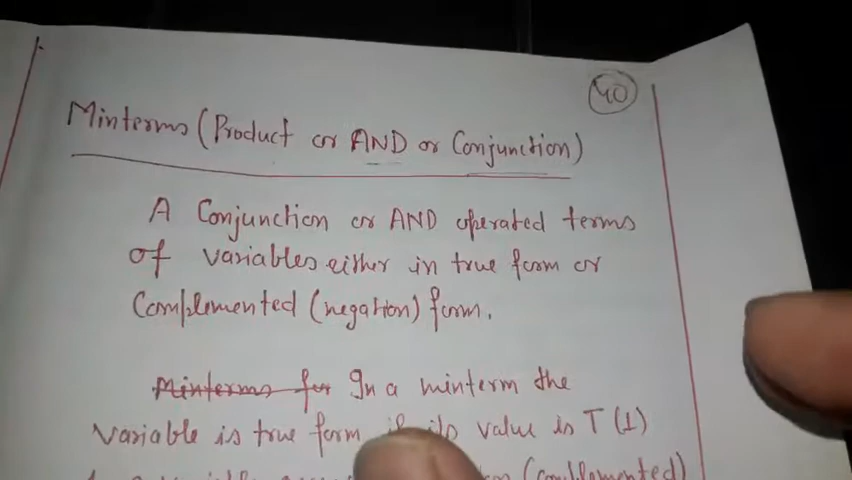 40
Minterms (Product or AND or Conjunction)
A Conjunction or AND operated terms
of variables either in true form or
Complemented (negation) form.
Minterms for In a minterm the
variable is true form if its value is T (1)
(complemented)